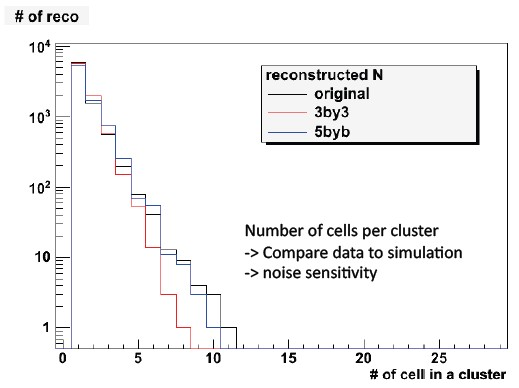 # of reco
10⁴
10³
10²
10
1
reconstructed N
original
3by3
5byb
Number of cells per cluster
-> Compare data to simulation
-> noise sensitivity
0 5 10 15 20 25
# of cell in a cluster